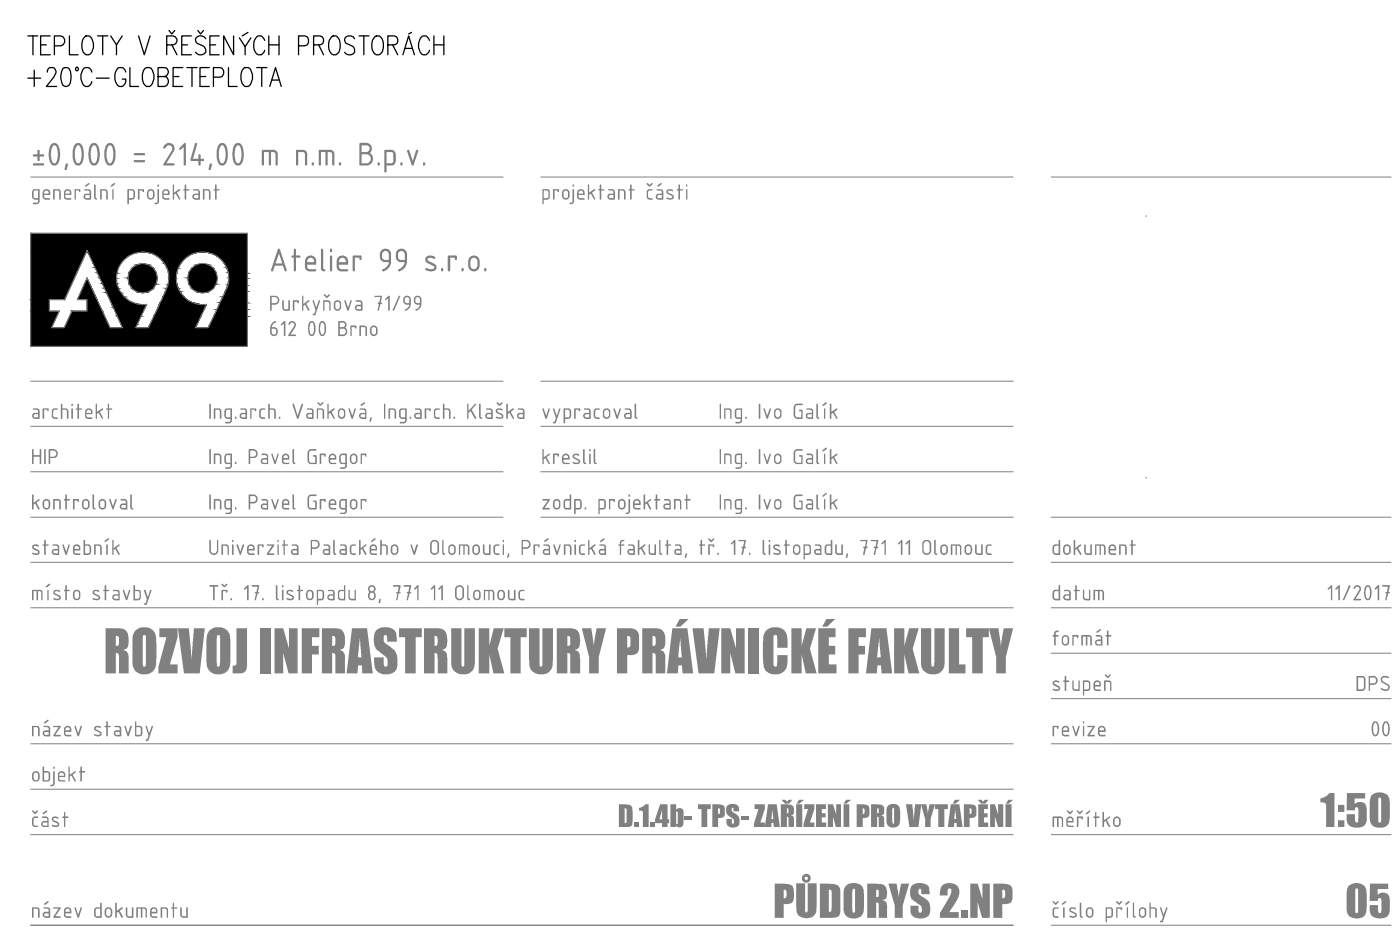 TEPLOTY V ŘEŠENÝCH PROSTORÁCH
+20°C-GLOBETEPLOTA
±0,000 = 214,00 m n.m. B.p.v.
generální projektant
projektant části
A99
Atelier 99 s.r.o.
Purkyňova 71/99
612 00 Brno
architekt Ing.arch. Vaňková, Ing.arch. Klaška
vypracoval Ing. Ivo Galík
HIP Ing. Pavel Gregor
kreslil Ing. Ivo Galík
kontroloval Ing. Pavel Gregor
zodp. projektant Ing. Ivo Galík
stavebník Univerzita Palackého v Olomouci, Právnická fakulta, tř. 17. listopadu, 771 11 Olomouc
místo stavby Tř. 17. listopadu 8, 771 11 Olomouc
ROZVOJ INFRASTRUKTURY PRÁVNICKÉ FAKULTY
název stavby
objekt
část D.1.4b- TPS- ZAŘÍZENÍ PRO VYTÁPĚNÍ
název dokumentu PŮDORYS 2.NP
dokument
datum 11/2017
formát
stupeň DPS
revize 00
měřítko 1:50
číslo přílohy 05